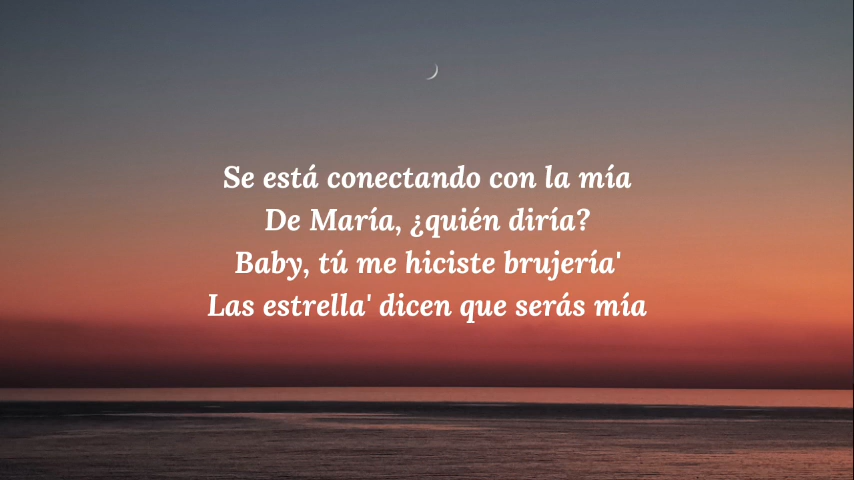 Se está conectando con la mía
De María, ¿quién diría?
Baby, tú me hiciste brujería'
Las estrella' dicen que serás mía